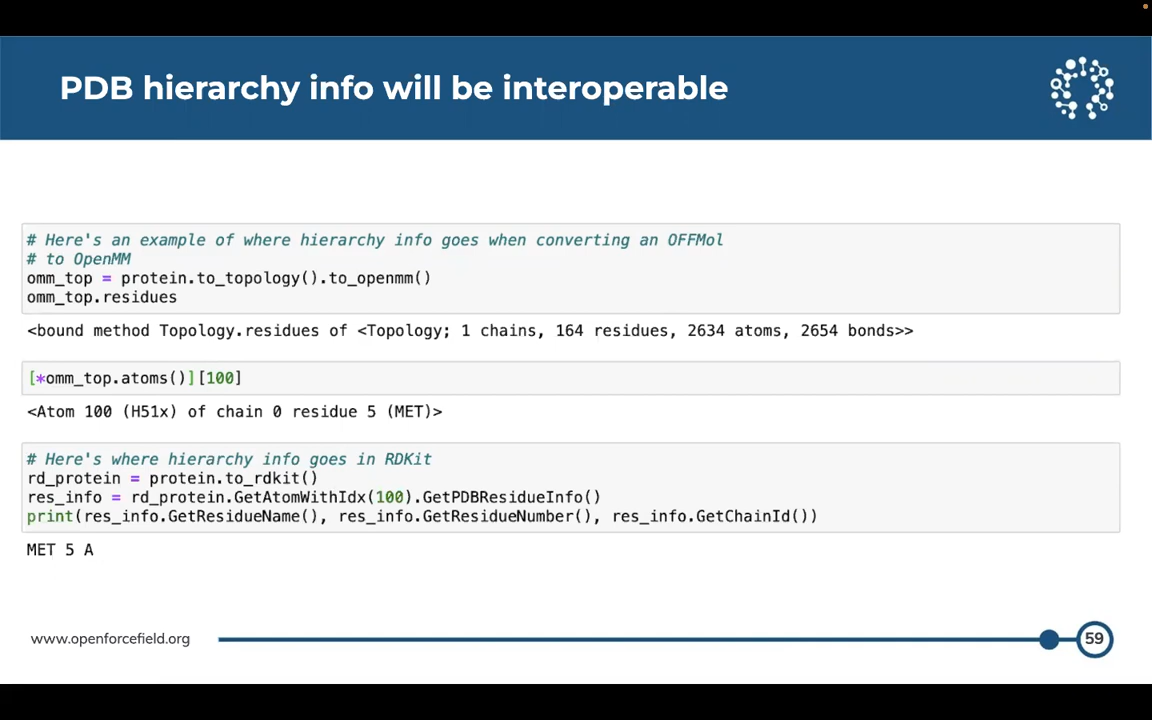 PDB hierarchy info will be interoperable
# Here's an example of where hierarchy info goes when converting an OFFMol
# to OpenMM
omm_top = protein.to_topology().to_openmm()
omm_top.residues
<bound method Topology.residues of <Topology; 1 chains, 164 residues, 2634 atoms, 2654 bonds>>
[*omm_top.atoms()][100]
<Atom 100 (H51x) of chain 0 residue 5 (MET)>
# Here's where hierarchy info goes in RDKit
rd_protein = protein.to_rdkit()
res_info = rd_protein.GetAtomWithIdx(100).GetPDBResidueInfo()
print(res_info.GetResidueName(), res_info.GetResidueNumber(), res_info.GetChainId())
MET 5 A
www.openforcefield.org
59